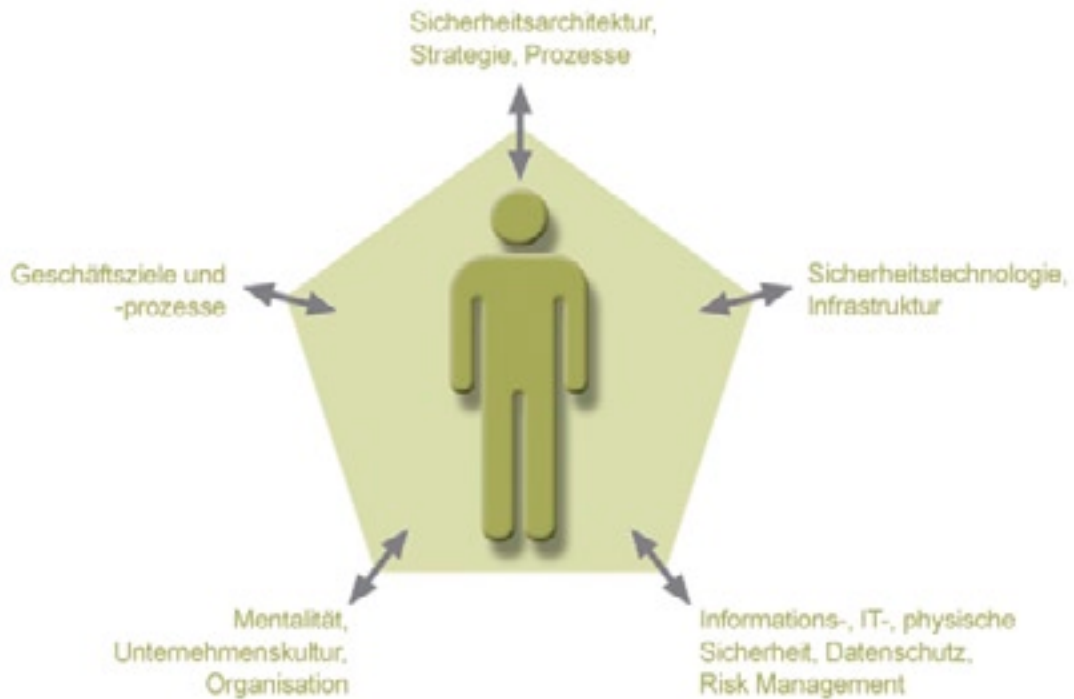 Sicherheitsarchitektur,
Strategie, Prozesse
Geschäftsziele und
-prozesse
Sicherheitstechnologie,
Infrastruktur
Mentalität,
Unternehmenskultur,
Organisation
Informations-, IT-, physische
Sicherheit, Datenschutz,
Risk Management